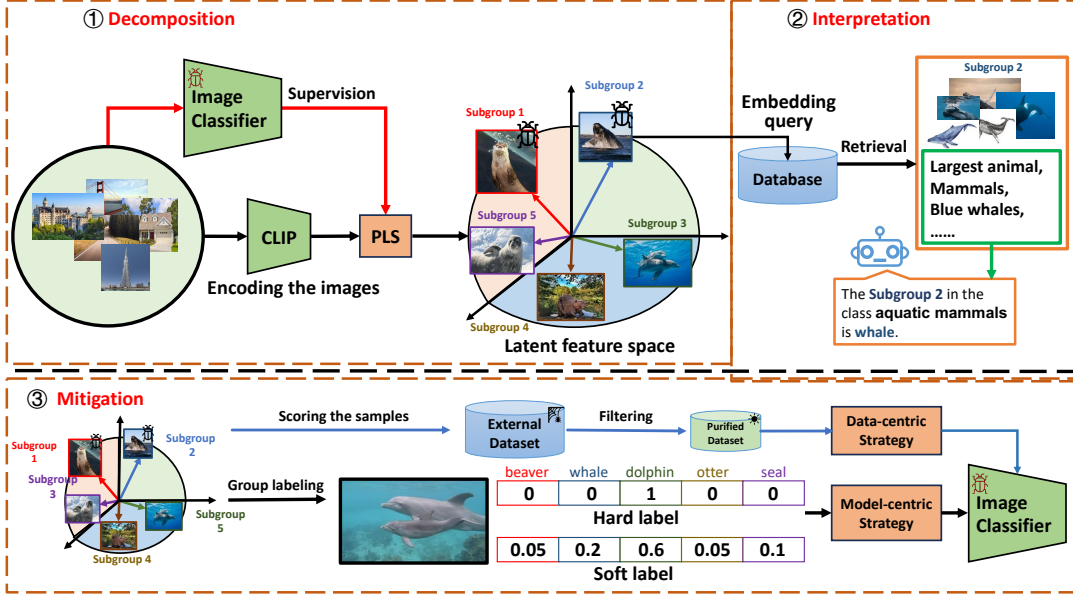 ① Decomposition
Image
Classifier
Supervision
CLIP
PLS
Encoding the images
Subgroup 1
Subgroup 2
Subgroup 5
Subgroup 3
Subgroup 4
Latent feature space
② Interpretation
Embedding
query
Database
Retrieval
Subgroup 2
Largest animal,
Mammals,
Blue whales,
......
The Subgroup 2 in the
class aquatic mammals
is whale.
③ Mitigation
Subgroup
1
Subgroup
2
Subgroup
3
Subgroup
5
Subgroup 4
Scoring the samples
External
Dataset
Filtering
Purified
Dataset
Data-centric
Strategy
Group labeling
beaver whale dolphin otter seal
0 0 1 0 0
Hard label
0.05 0.2 0.6 0.05 0.1
Soft label
Model-centric
Strategy
Image
Classifier